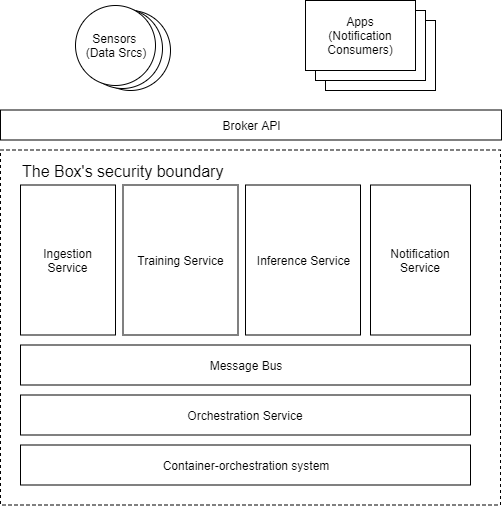 Sensors
(Data Srcs)
Apps
(Notification
Consumers)
Broker API
The Box's security boundary
Ingestion
Service
Training Service
Inference Service
Notification
Service
Message Bus
Orchestration Service
Container-orchestration system